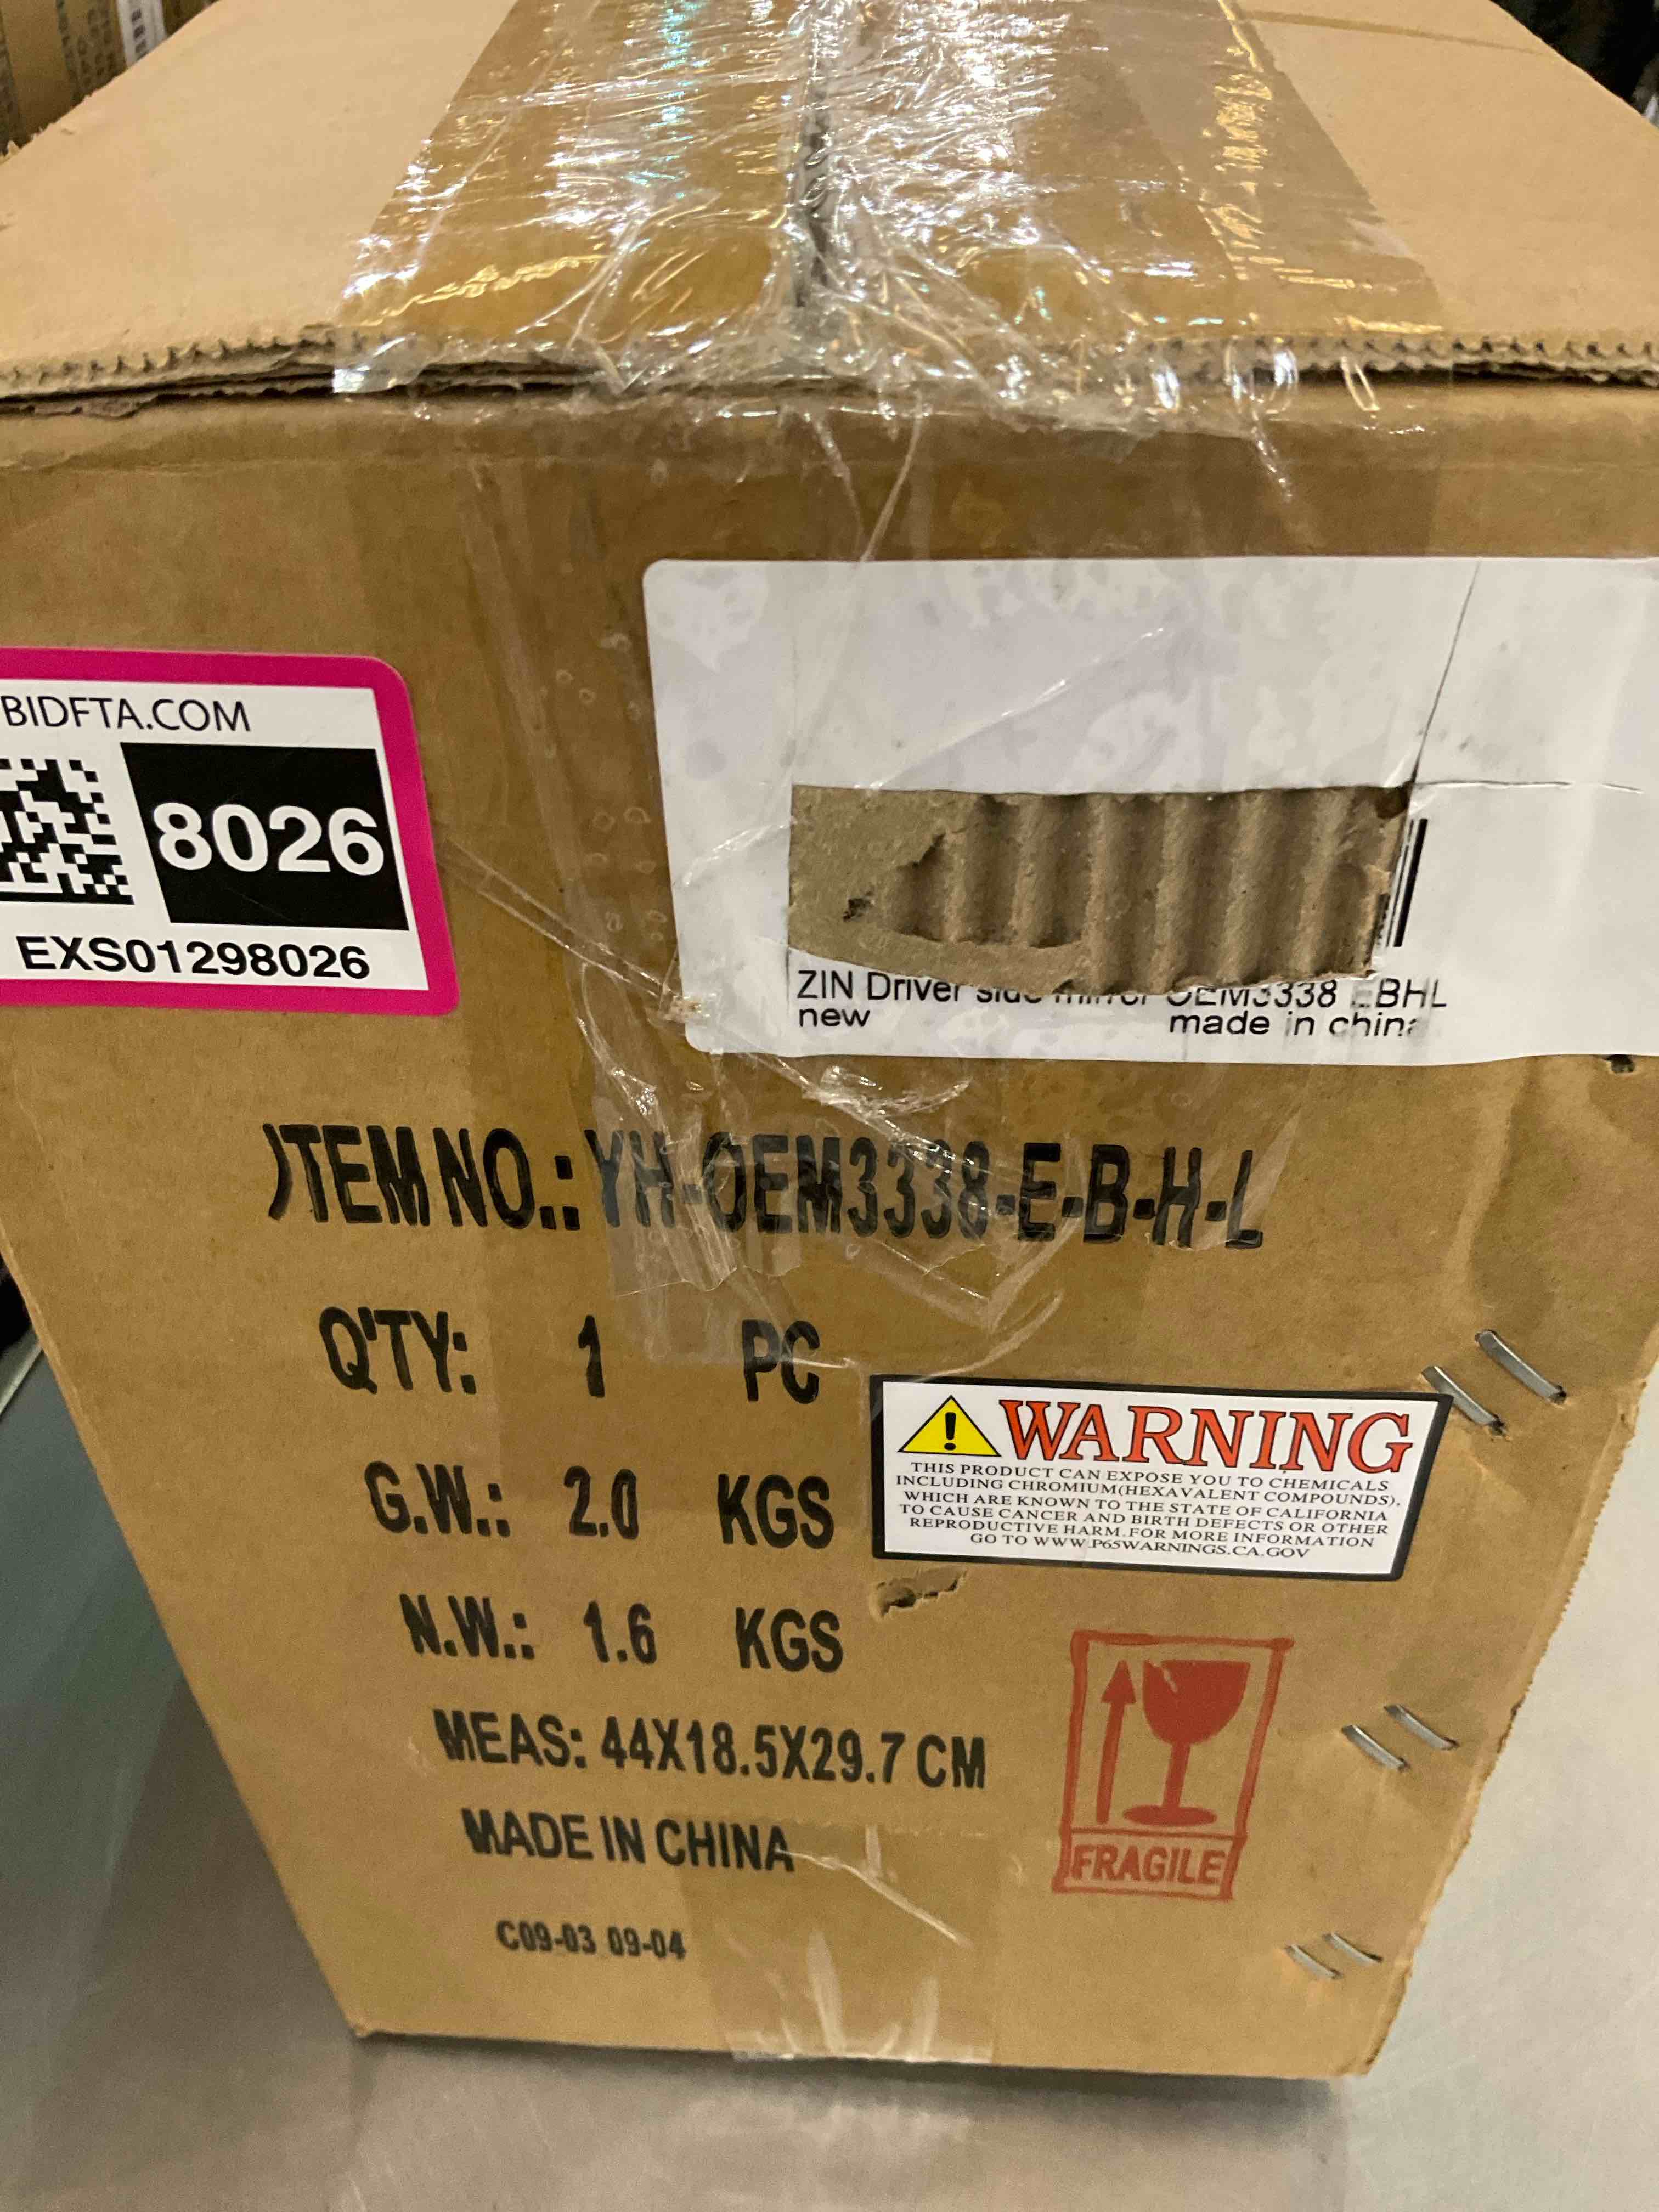 BIDFTA.COM
8026
EXS01298026
ZIN Driver side mirror OEM3338 EBHL
new made in china
ITEM NO.: YH-OEM3338-E-B-H-L
Q'TY: 1 PC
G.W.: 2.0 KGS
N.W.: 1.6 KGS
MEAS: 44X18.5X29.7 CM
MADE IN CHINA
C09-03 09-04
WARNING
THIS PRODUCT CAN EXPOSE YOU TO CHEMICALS
INCLUDING CHROMIUM(HEXAVALENT COMPOUNDS),
WHICH ARE KNOWN TO THE STATE OF CALIFORNIA
TO CAUSE CANCER AND BIRTH DEFECTS OR OTHER
REPRODUCTIVE HARM.FOR MORE INFORMATION
GO TO WWW.P65WARNINGS.CA.GOV
FRAGILE